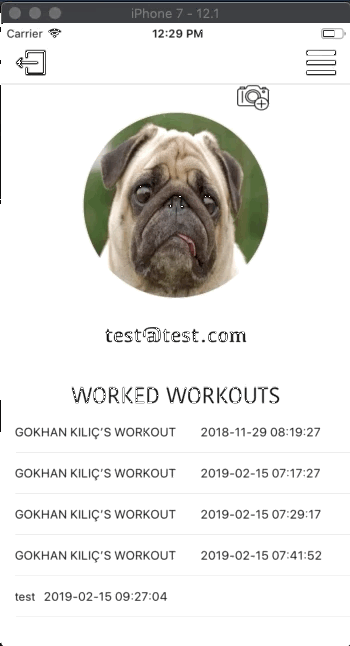 iPhone 7 - 12.1
Carrier 12:29 PM
test@test.com
WORKED WORKOUTS
GOKHAN KILIÇ'S WORKOUT 2018-11-29 08:19:27
GOKHAN KILIÇ'S WORKOUT 2019-02-15 07:17:27
GOKHAN KILIÇ'S WORKOUT 2019-02-15 07:29:17
GOKHAN KILIÇ'S WORKOUT 2019-02-15 07:41:52
test 2019-02-15 09:27:04